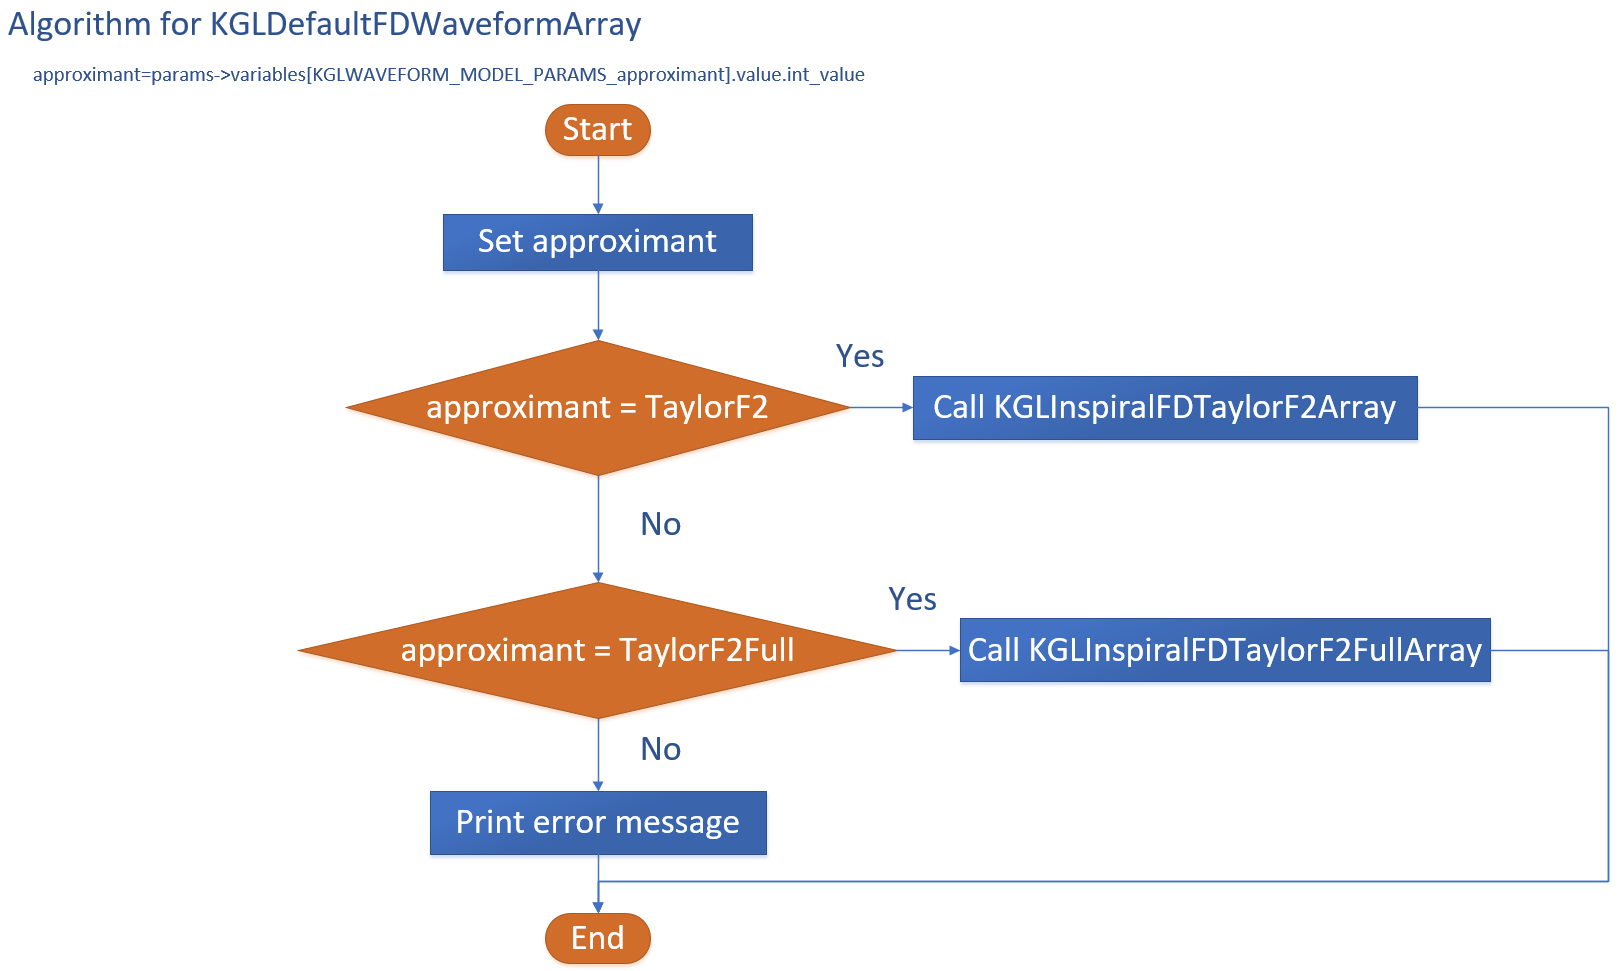 Algorithm for KGLDefaultFDWaveformArray
approximant=params->variables[KGLWAVEFORM_MODEL_PARAMS_approximant].value.int_value
Start
Set approximant
approximant = TaylorF2
Yes
Call KGLInspiralFDTaylorF2Array
No
approximant = TaylorF2Full
Yes
Call KGLInspiralFDTaylorF2FullArray
No
Print error message
End